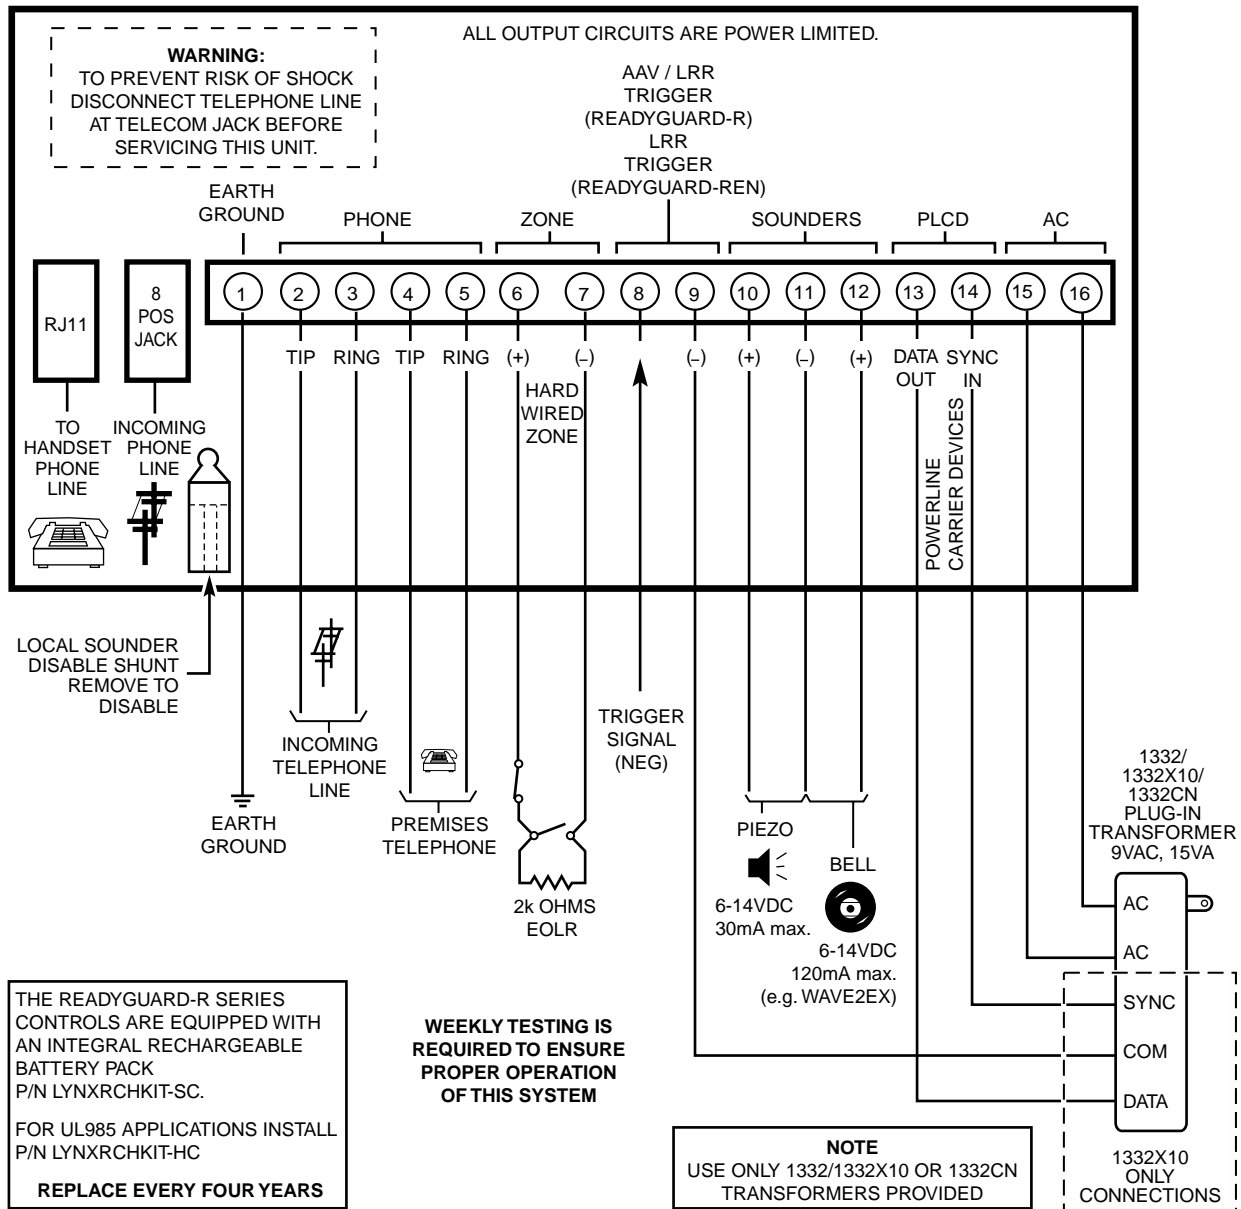 ALL OUTPUT CIRCUITS ARE POWER LIMITED.
WARNING:
TO PREVENT RISK OF SHOCK
DISCONNECT TELEPHONE LINE
AT TELECOM JACK BEFORE
SERVICING THIS UNIT.
AAV / LRR
TRIGGER
(READYGUARD-R)
LRR
TRIGGER
(READYGUARD-REN)
EARTH
GROUND
PHONE
ZONE
SOUNDERS
PLCD
AC
RJ11
8
POS
JACK
1 2 3 4 5 6 7 8 9 10 11 12 13 14 15 16
TIP RING TIP RING (+) (–) (–) (+) (–) (+) DATA SYNC
OUT IN
HARD
WIRED
ZONE
TO
HANDSET
PHONE
LINE
INCOMING
PHONE
LINE
POWERLINE
CARRIER DEVICES
LOCAL SOUNDER
DISABLE SHUNT
REMOVE TO
DISABLE
EARTH
GROUND
INCOMING
TELEPHONE
LINE
PREMISES
TELEPHONE
2k OHMS
EOLR
TRIGGER
SIGNAL
(NEG)
PIEZO
6-14VDC
30mA max.
BELL
6-14VDC
120mA max.
(e.g. WAVE2EX)
1332/
1332X10/
1332CN
PLUG-IN
TRANSFORMER
9VAC, 15VA
AC
AC
SYNC
COM
DATA
1332X10
ONLY
CONNECTIONS
THE READYGUARD-R SERIES
CONTROLS ARE EQUIPPED WITH
AN INTEGRAL RECHARGEABLE
BATTERY PACK
P/N LYNXRCHKIT-SC.
FOR UL985 APPLICATIONS INSTALL
P/N LYNXRCHKIT-HC
REPLACE EVERY FOUR YEARS
WEEKLY TESTING IS
REQUIRED TO ENSURE
PROPER OPERATION
OF THIS SYSTEM
NOTE
USE ONLY 1332/1332X10 OR 1332CN
TRANSFORMERS PROVIDED